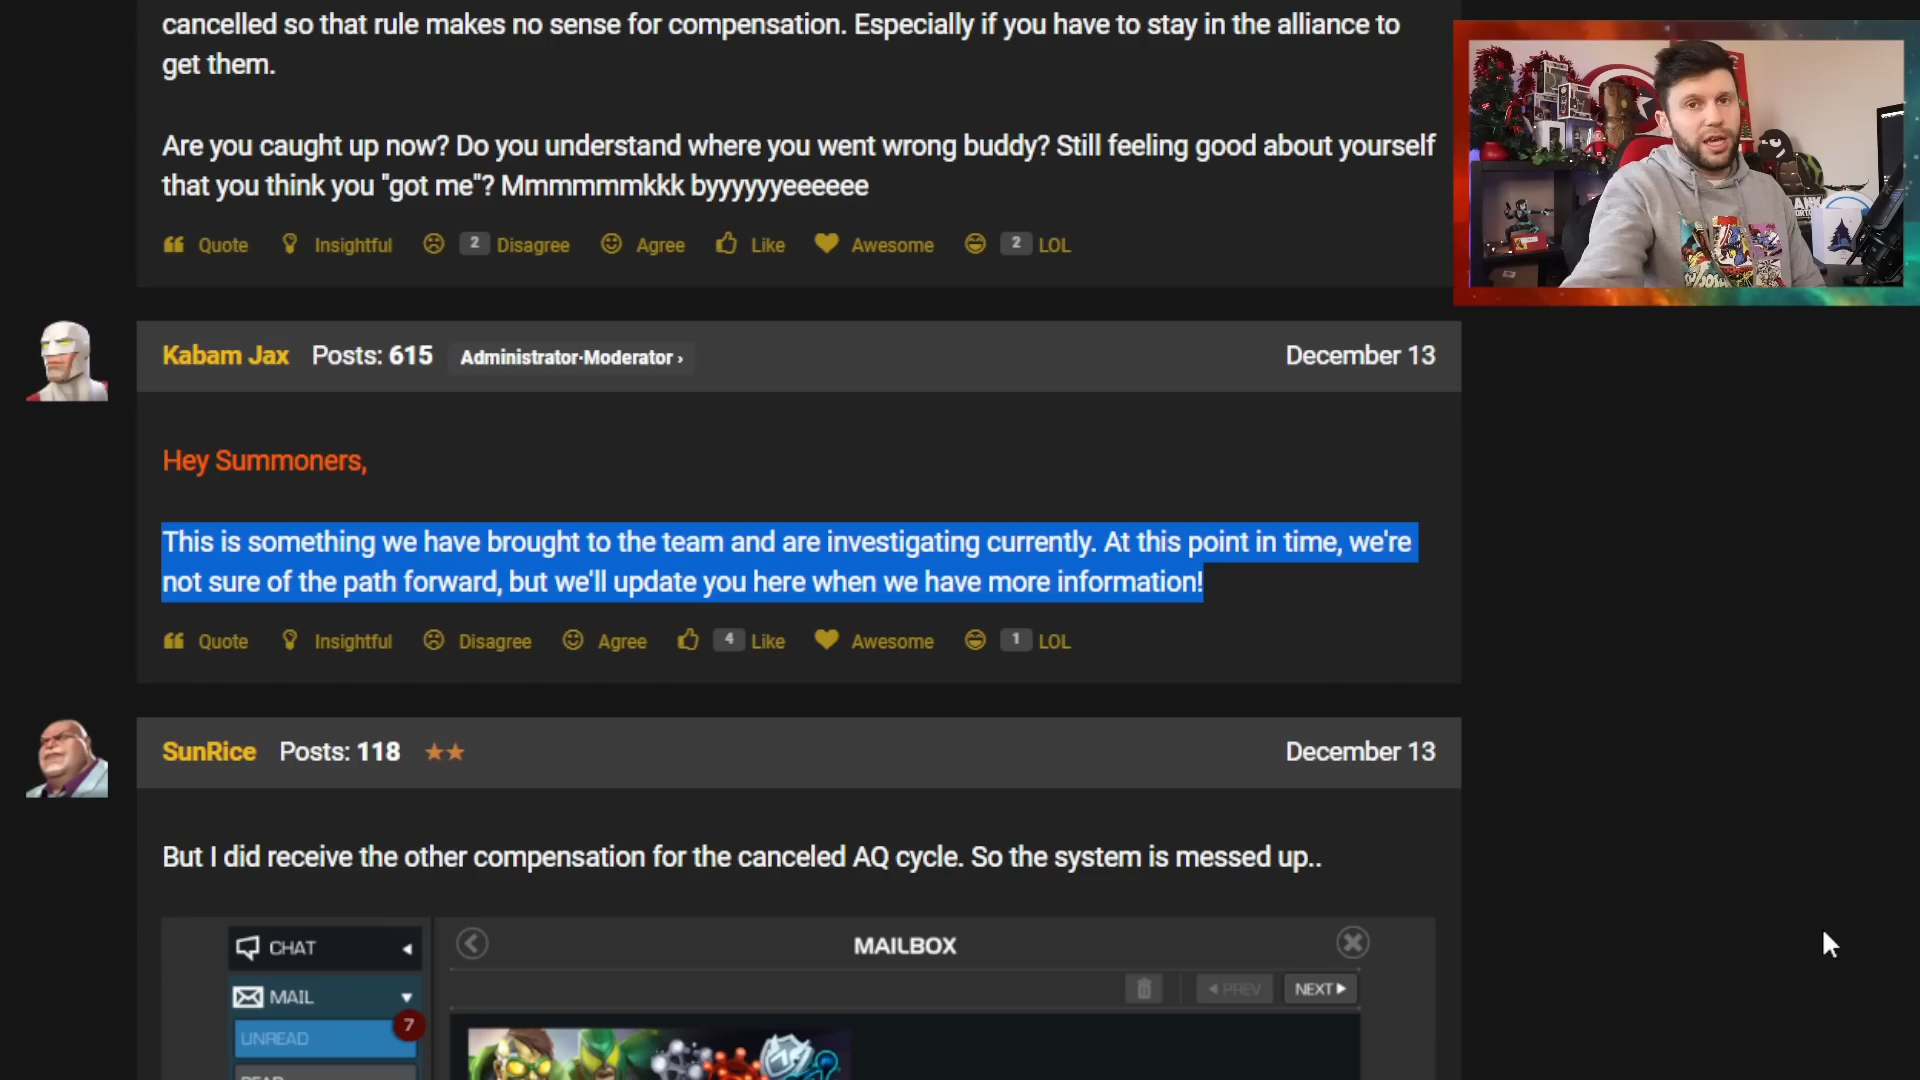 cancelled so that rule makes no sense for compensation. Especially if you have to stay in the alliance to
get them.
Are you caught up now? Do you understand where you went wrong buddy? Still feeling good about yourself
that you think you "got me"? Mmmmmmkkk byyyyyyeeeeee
Quote Insightful 2 Disagree Agree Like Awesome 2 LOL
Kabam Jax Posts: 615 Administrator·Moderator › December 13
Hey Summoners,
This is something we have brought to the team and are investigating currently. At this point in time, we're
not sure of the path forward, but we'll update you here when we have more information!
Quote Insightful Disagree Agree 4 Like Awesome 1 LOL
SunRice Posts: 118 ★★ December 13
But I did receive the other compensation for the canceled AQ cycle. So the system is messed up..
CHAT
MAILBOX
MAIL
PREV NEXT
7
UNREAD